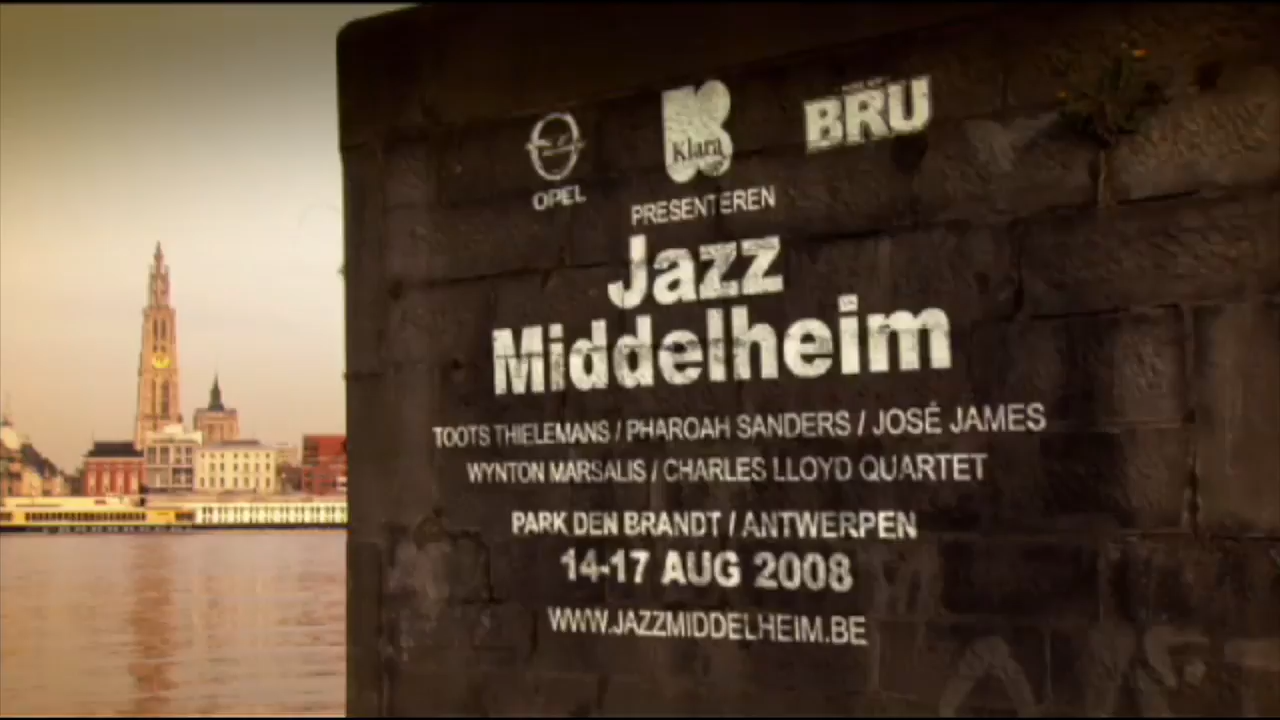 OPEL
Klara
BRU
PRESENTEREN
Jazz
Middelheim
TOOTS THIELEMANS / PHAROAH SANDERS / JOSÉ JAMES
WYNTON MARSALIS / CHARLES LLOYD QUARTET
PARK DEN BRANDT / ANTWERPEN
14-17 AUG 2008
WWW.JAZZMIDDELHEIM.BE